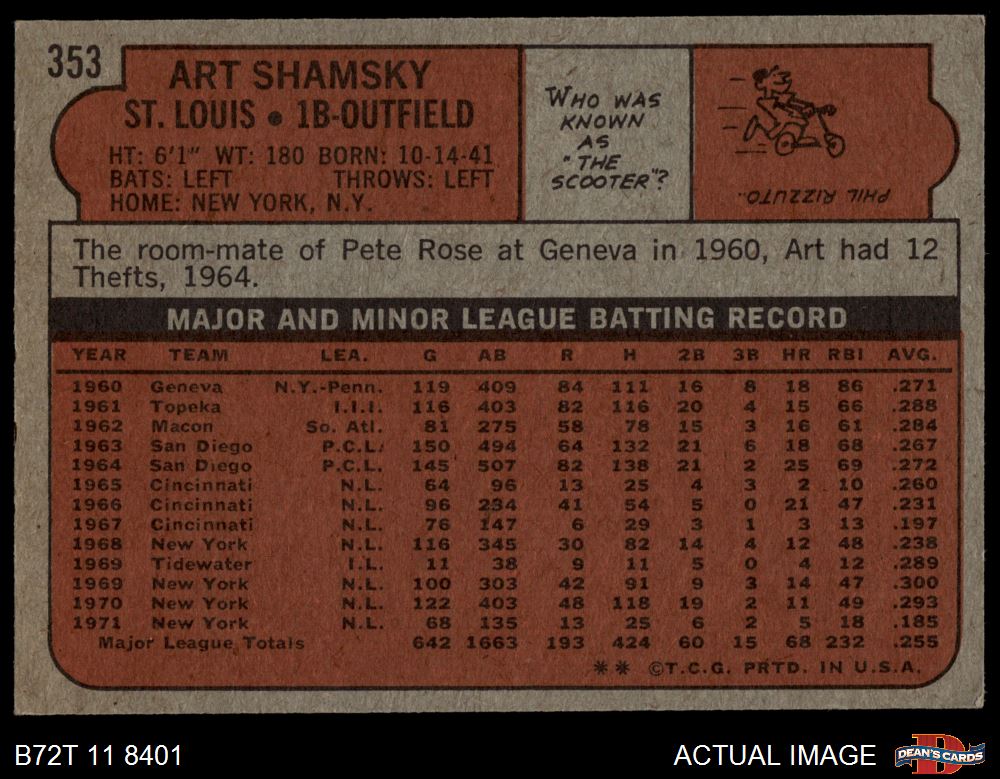 353
ART SHAMSKY
ST. LOUIS • 1B-OUTFIELD
HT: 6'1" WT: 180 BORN: 10-14-41
BATS: LEFT THROWS: LEFT
HOME: NEW YORK, N.Y.
WHO WAS
KNOWN
AS
"THE
SCOOTER"?
PHIL RIZZUTO..
The room-mate of Pete Rose at Geneva in 1960, Art had 12
Thefts, 1964.
MAJOR AND MINOR LEAGUE BATTING RECORD
YEAR TEAM LEA. G AB R H 2B 3B HR RBI AVG.
1960 Geneva N.Y.-Penn. 119 409 84 111 16 8 18 86 .271
1961 Topeka I.I.I. 116 403 82 116 20 4 15 66 .288
1962 Macon So. Atl. 81 275 58 78 15 3 16 61 .284
1963 San Diego P.C.L. 150 494 64 132 21 6 18 68 .267
1964 San Diego P.C.L. 145 507 82 138 21 2 25 69 .272
1965 Cincinnati N.L. 64 96 13 25 4 3 2 10 .260
1966 Cincinnati N.L. 96 234 41 54 5 0 21 47 .231
1967 Cincinnati N.L. 76 147 6 29 3 1 3 13 .197
1968 New York N.L. 116 345 30 82 14 4 12 48 .238
1969 Tidewater I.L. 11 38 9 11 5 0 4 12 .289
1969 New York N.L. 100 303 42 91 9 3 14 47 .300
1970 New York N.L. 122 403 48 118 19 2 11 49 .293
1971 New York N.L. 68 135 13 25 6 2 5 18 .185
Major League Totals 642 1663 193 424 60 15 68 232 .255
** ©T.C.G. PRTD. IN U.S.A.
B72T 11 8401
ACTUAL IMAGE
DEAN'S CARDS